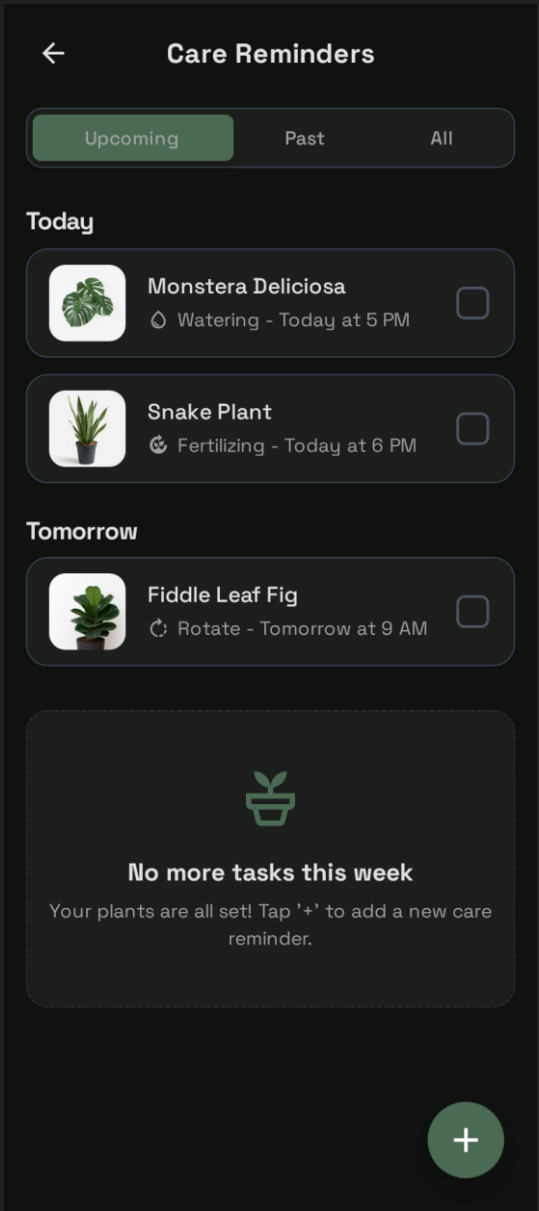 Care Reminders
Upcoming Past All
Today
Monstera Deliciosa
Watering - Today at 5 PM
Snake Plant
Fertilizing - Today at 6 PM
Tomorrow
Fiddle Leaf Fig
Rotate - Tomorrow at 9 AM
No more tasks this week
Your plants are all set! Tap '+' to add a new care
reminder.
+